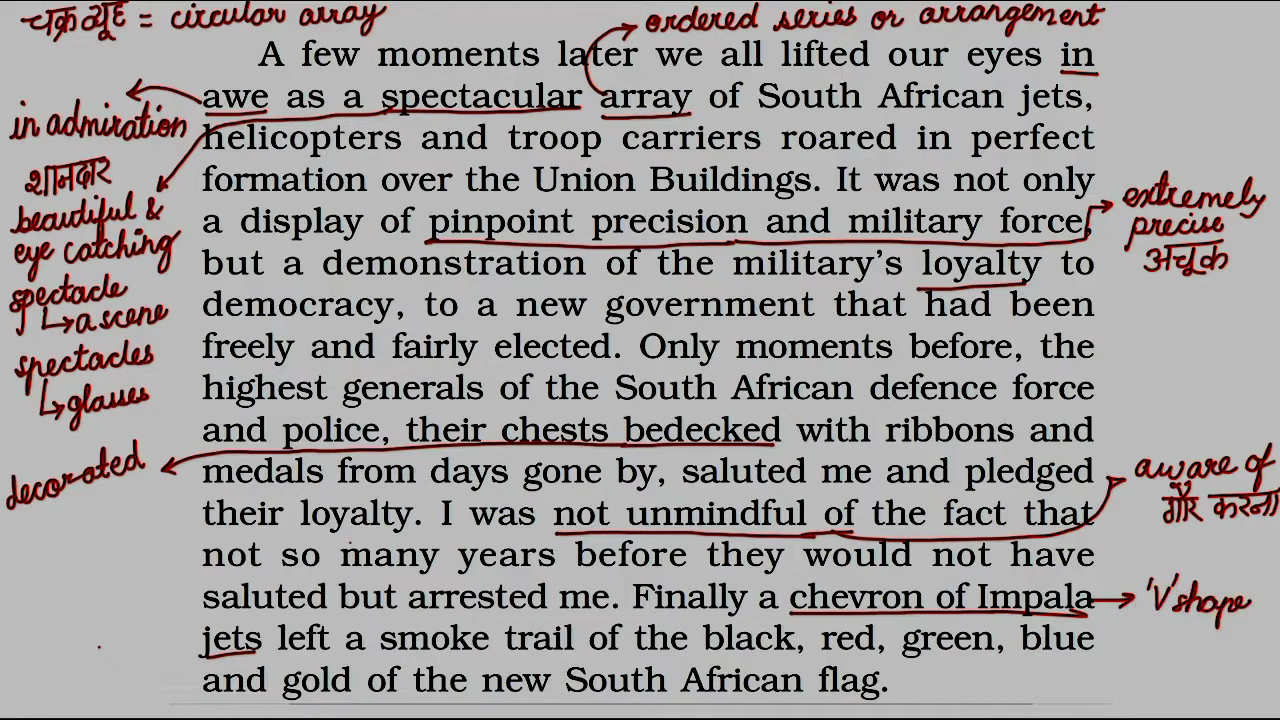 चक्रव्यूह = circular array
ordered series or arrangement
A few moments later we all lifted our eyes in
awe as a spectacular array of South African jets,
helicopters and troop carriers roared in perfect
formation over the Union Buildings. It was not only
a display of pinpoint precision and military force,
but a demonstration of the military's loyalty to
democracy, to a new government that had been
freely and fairly elected. Only moments before, the
highest generals of the South African defence force
and police, their chests bedecked with ribbons and
medals from days gone by, saluted me and pledged
their loyalty. I was not unmindful of the fact that
not so many years before they would not have
saluted but arrested me. Finally a chevron of Impala
jets left a smoke trail of the black, red, green, blue
and gold of the new South African flag.
in admiration
शानदार
beautiful &
eye catching
spectacle
a scene
spectacles
glasses
decorated
extremely
precise
अचूक
aware of
गौर करना
'V' shape